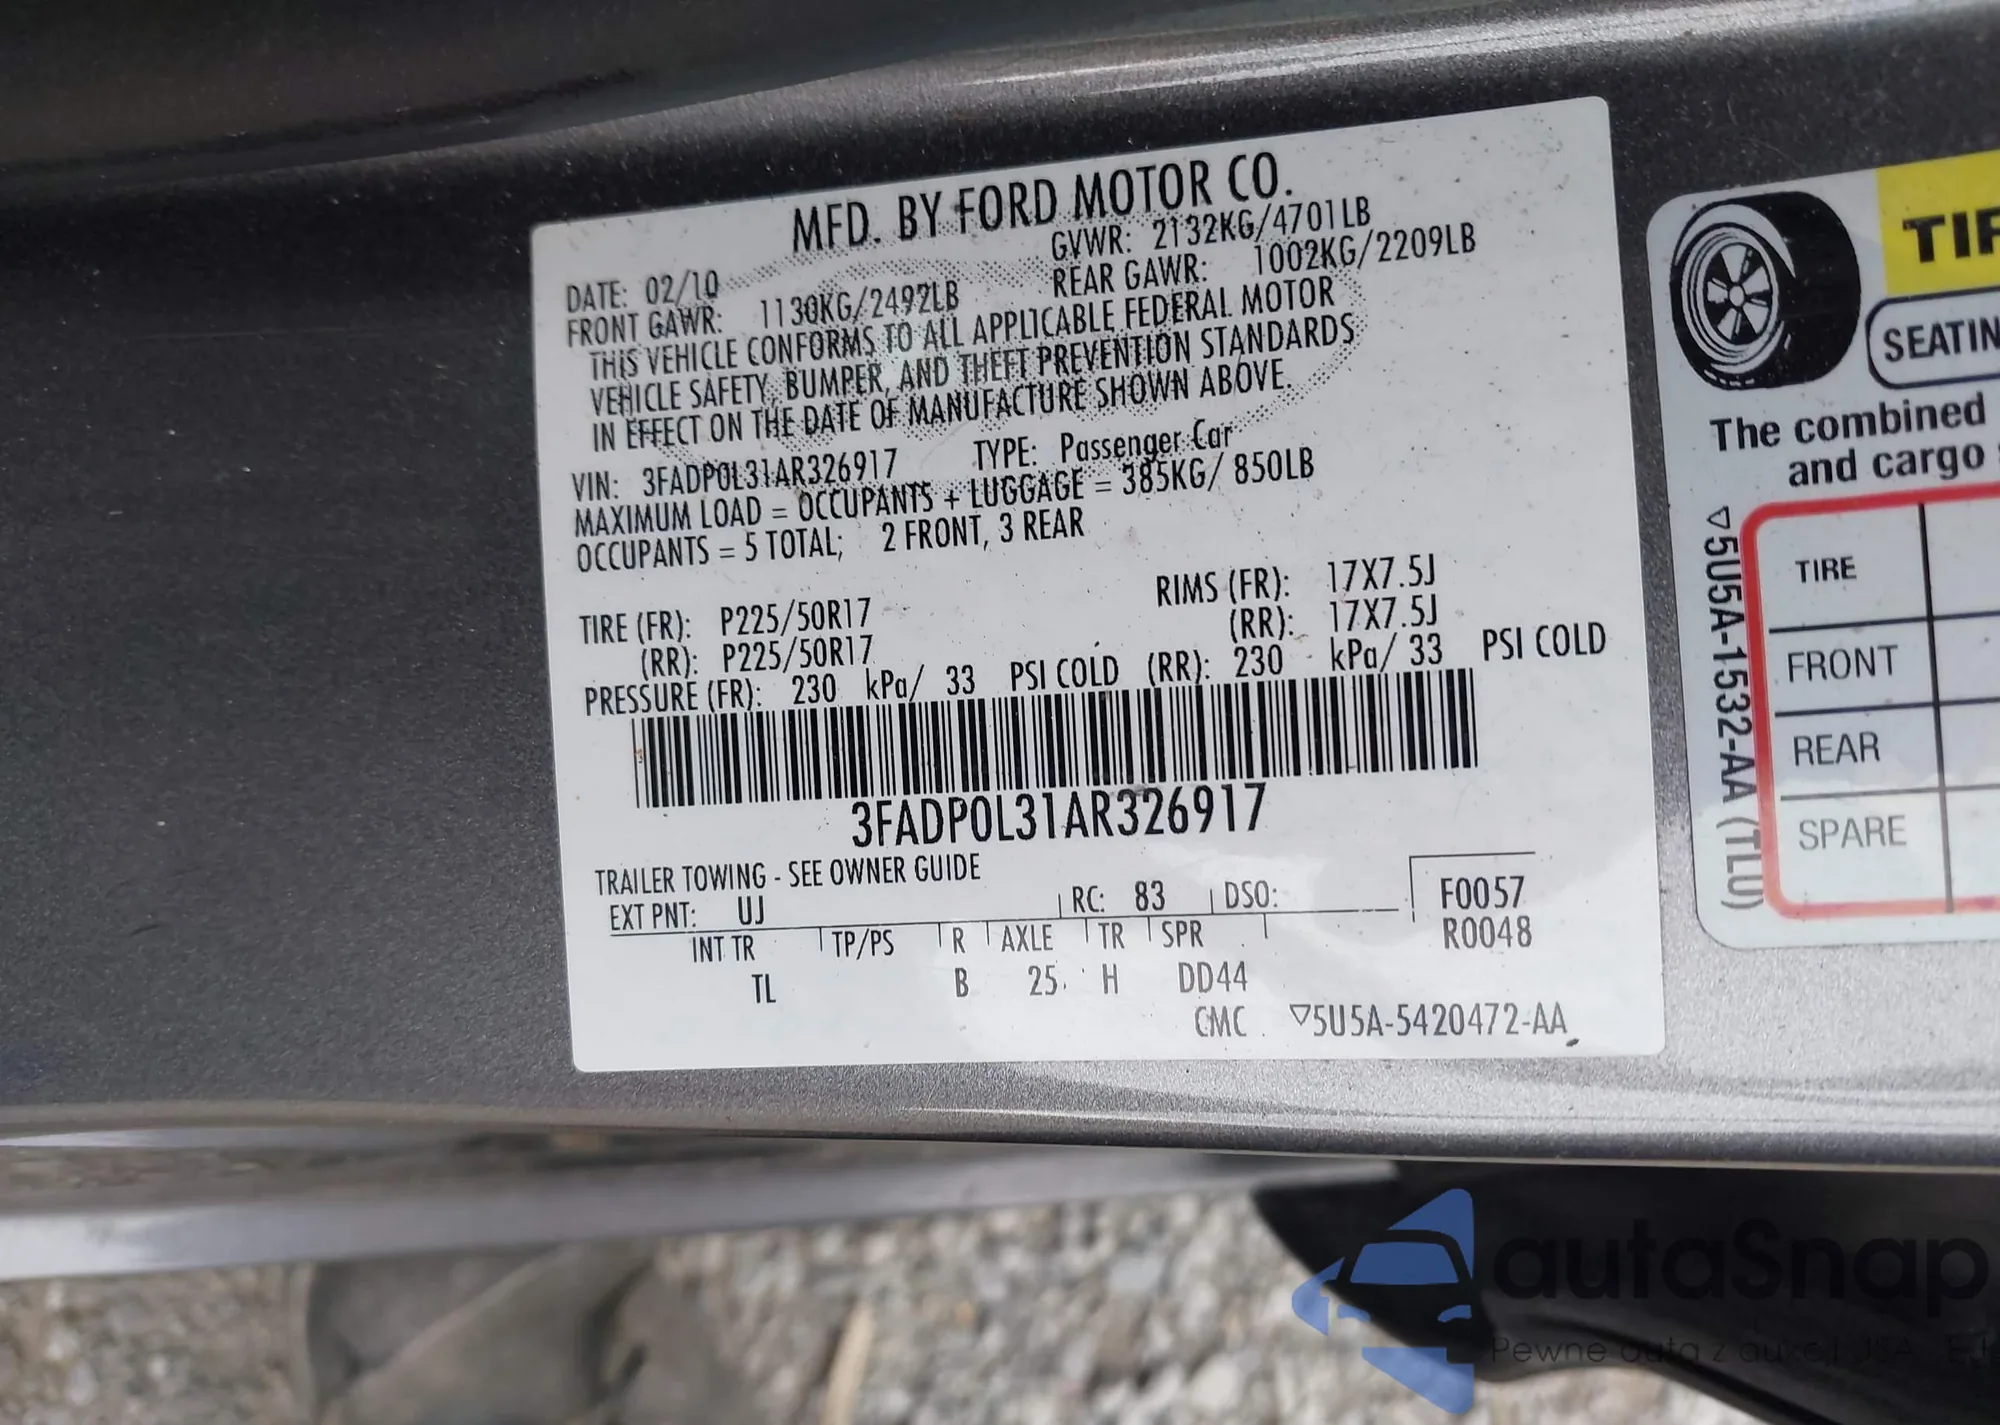 MFD. BY FORD MOTOR CO.
DATE: 02/10 GVWR: 2132KG/4701LB
FRONT GAWR: 1130KG/2492LB REAR GAWR: 1002KG/2209LB
THIS VEHICLE CONFORMS TO ALL APPLICABLE FEDERAL MOTOR
VEHICLE SAFETY, BUMPER, AND THEFT PREVENTION STANDARDS
IN EFFECT ON THE DATE OF MANUFACTURE SHOWN ABOVE.
VIN: 3FADP0L31AR326917 TYPE: Passenger Car
MAXIMUM LOAD = OCCUPANTS + LUGGAGE = 385KG/ 850LB
OCCUPANTS = 5 TOTAL; 2 FRONT, 3 REAR
TIRE (FR): P225/50R17 RIMS (FR): 17X7.5J
(RR): P225/50R17 (RR): 17X7.5J
PRESSURE (FR): 230 kPa/ 33 PSI COLD (RR): 230 kPa/ 33 PSI COLD
3FADP0L31AR326917
TRAILER TOWING - SEE OWNER GUIDE
EXT PNT: UJ RC: 83 DSO: F0057
INT TR TP/PS R AXLE TR SPR R0048
TL B 25 H DD44
CMC ▽5U5A-5420472-AA
SEATIN
The combined
and cargo
▽5U5A-1532-AA (TLU)
TIRE
FRONT
REAR
SPARE
autaSnap
Pewne auta z aukcji USA